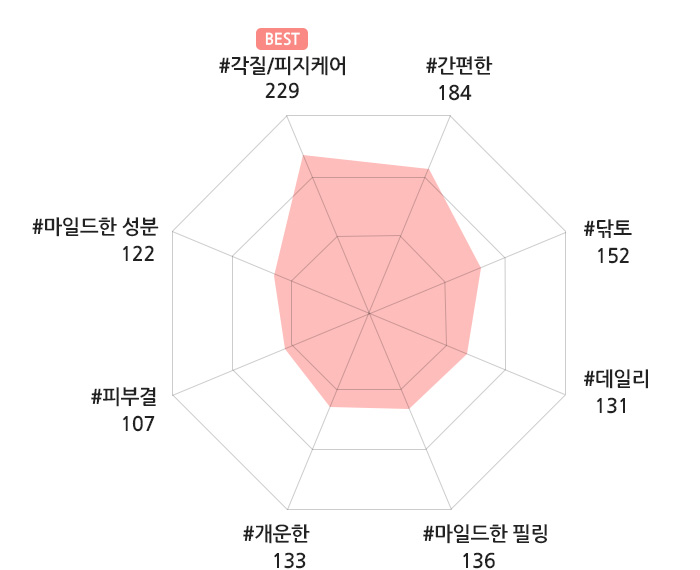 BEST
#각질/피지케어
229
#간편한
184
#마일드한 성분
122
#닦토
152
#피부결
107
#데일리
131
#개운한
133
#마일드한 필링
136